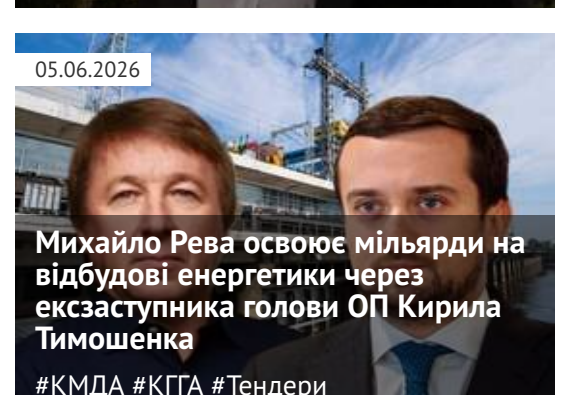 05.06.2026
Михайло Рева освоює мільярди на
відбудові енергетики через
ексзаступника голови ОП Кирила
Тимошенка
#КМДА #КГГА #Тендери